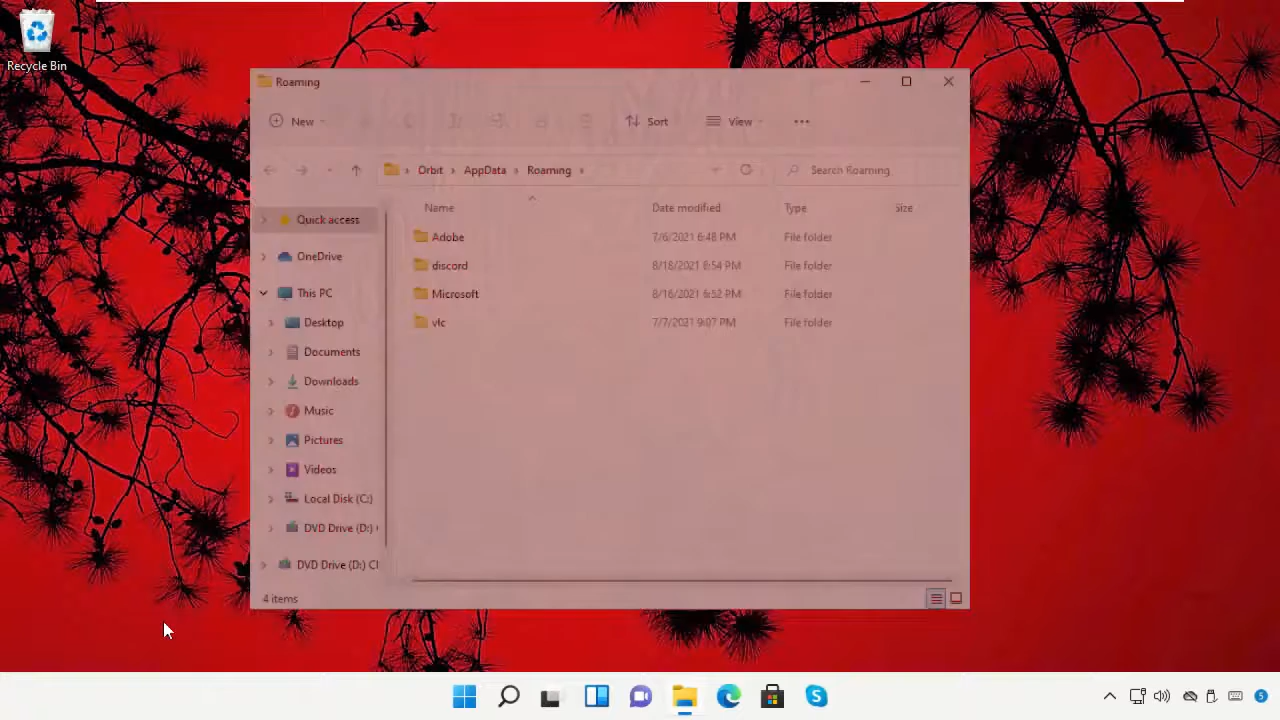 Recycle Bin
Roaming
New
Sort
View
Orbit > AppData > Roaming >
Search Roaming
Name Date modified Type Size
Quick access
OneDrive
This PC
Desktop
Documents
Downloads
Music
Pictures
Videos
Local Disk (C:)
DVD Drive (D:)
DVD Drive (D:) C
Adobe 7/6/2021 6:48 PM File folder
discord 8/18/2021 8:54 PM File folder
Microsoft 8/16/2021 6:52 PM File folder
vlc 7/7/2021 9:07 PM File folder
4 items
5